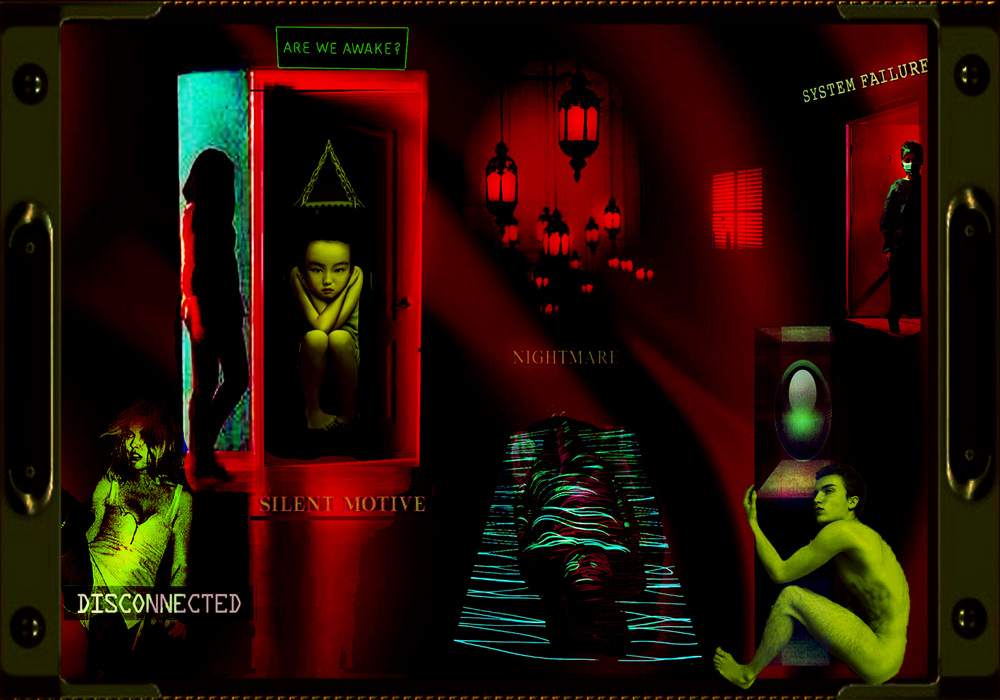 ARE WE AWAKE?
SYSTEM FAILURE
NIGHTMARE
SILENT MOTIVE
DISCONNECTED